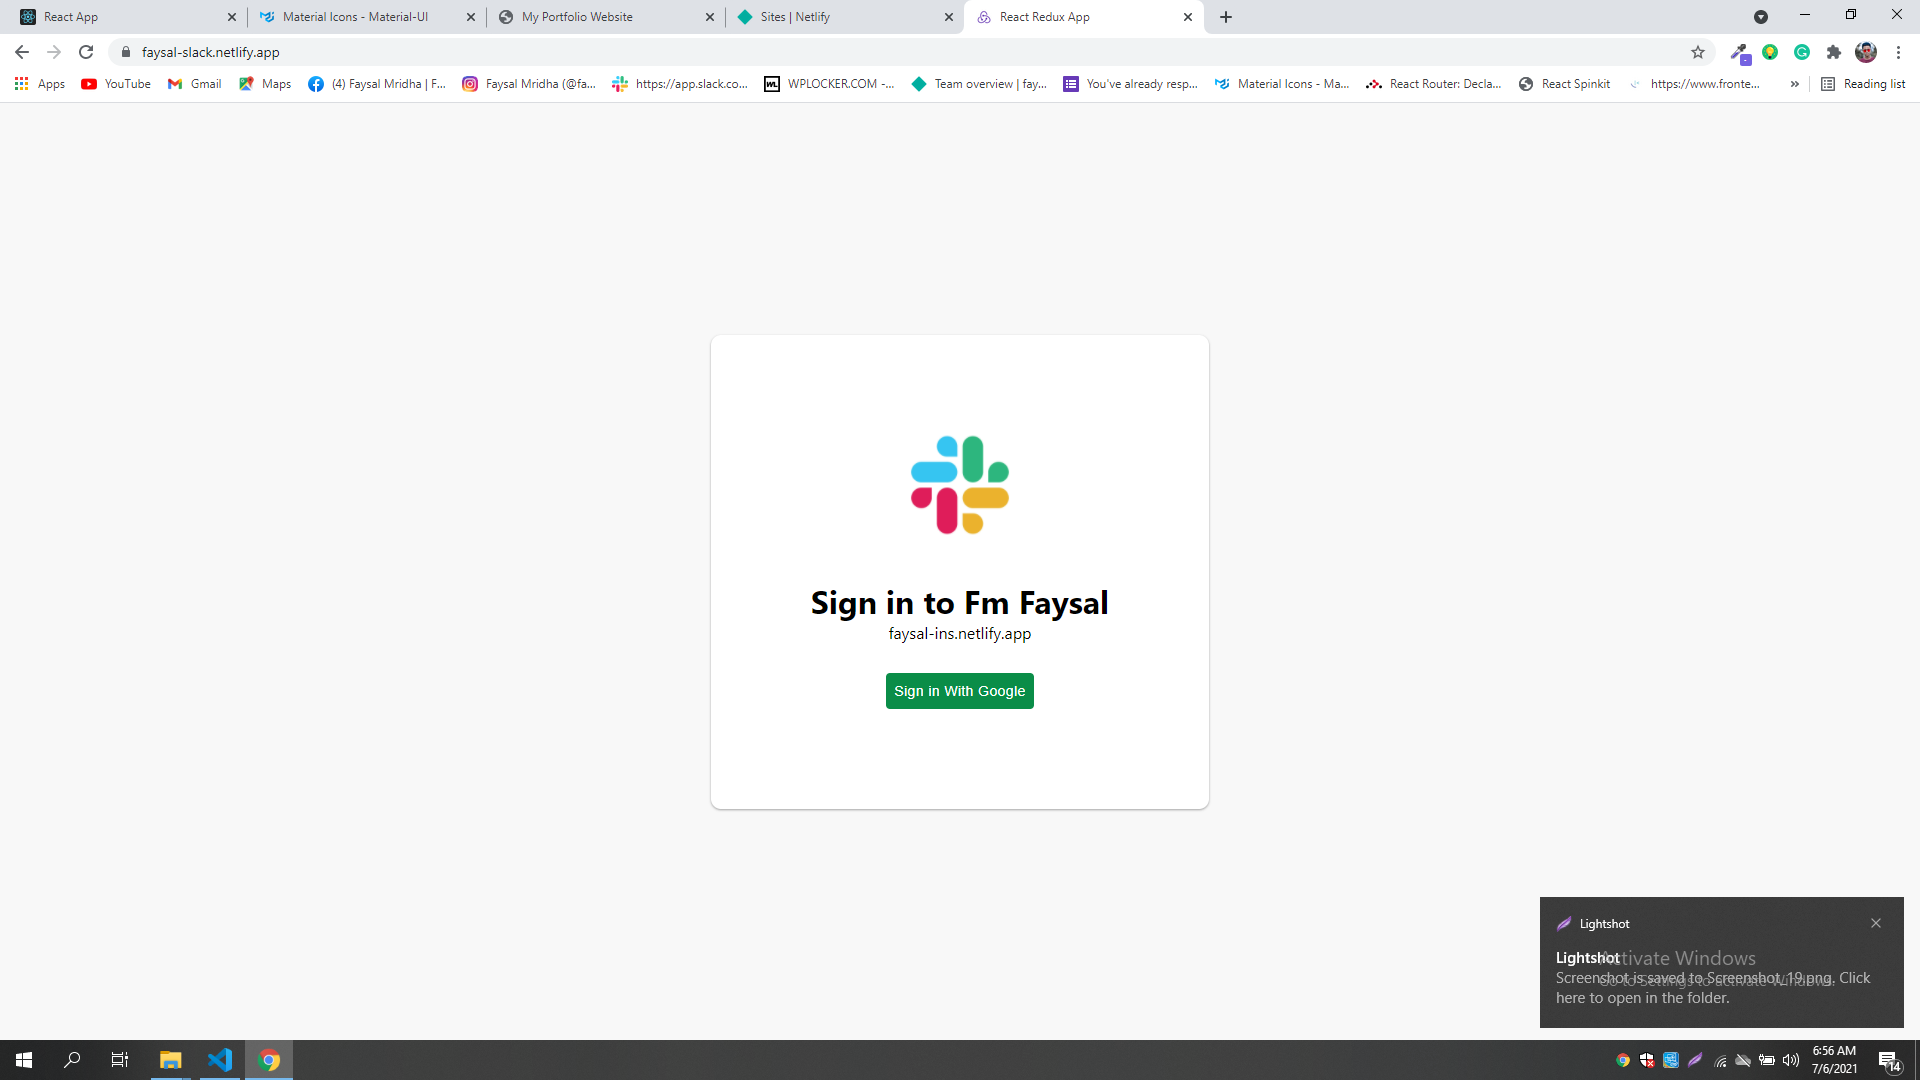 React App
Material Icons - Material-UI
My Portfolio Website
Sites | Netlify
React Redux App
faysal-slack.netlify.app
Apps
YouTube
Gmail
Maps
(4) Faysal Mridha | F...
Faysal Mridha (@fa...
https://app.slack.co...
WL
WPLOCKER.COM -...
Team overview | fay...
You've already resp...
Material Icons - Ma...
React Router: Decla...
React Spinkit
https://www.fronte...
»
Reading list
Sign in to Fm Faysal
faysal-ins.netlify.app
Sign in With Google
Lightshot
Lightshot
Screenshot is saved to Screenshot_19.png. Click
here to open in the folder.
Activate Windows
Go to Settings to activate Windows.
6:56 AM
7/6/2021
14